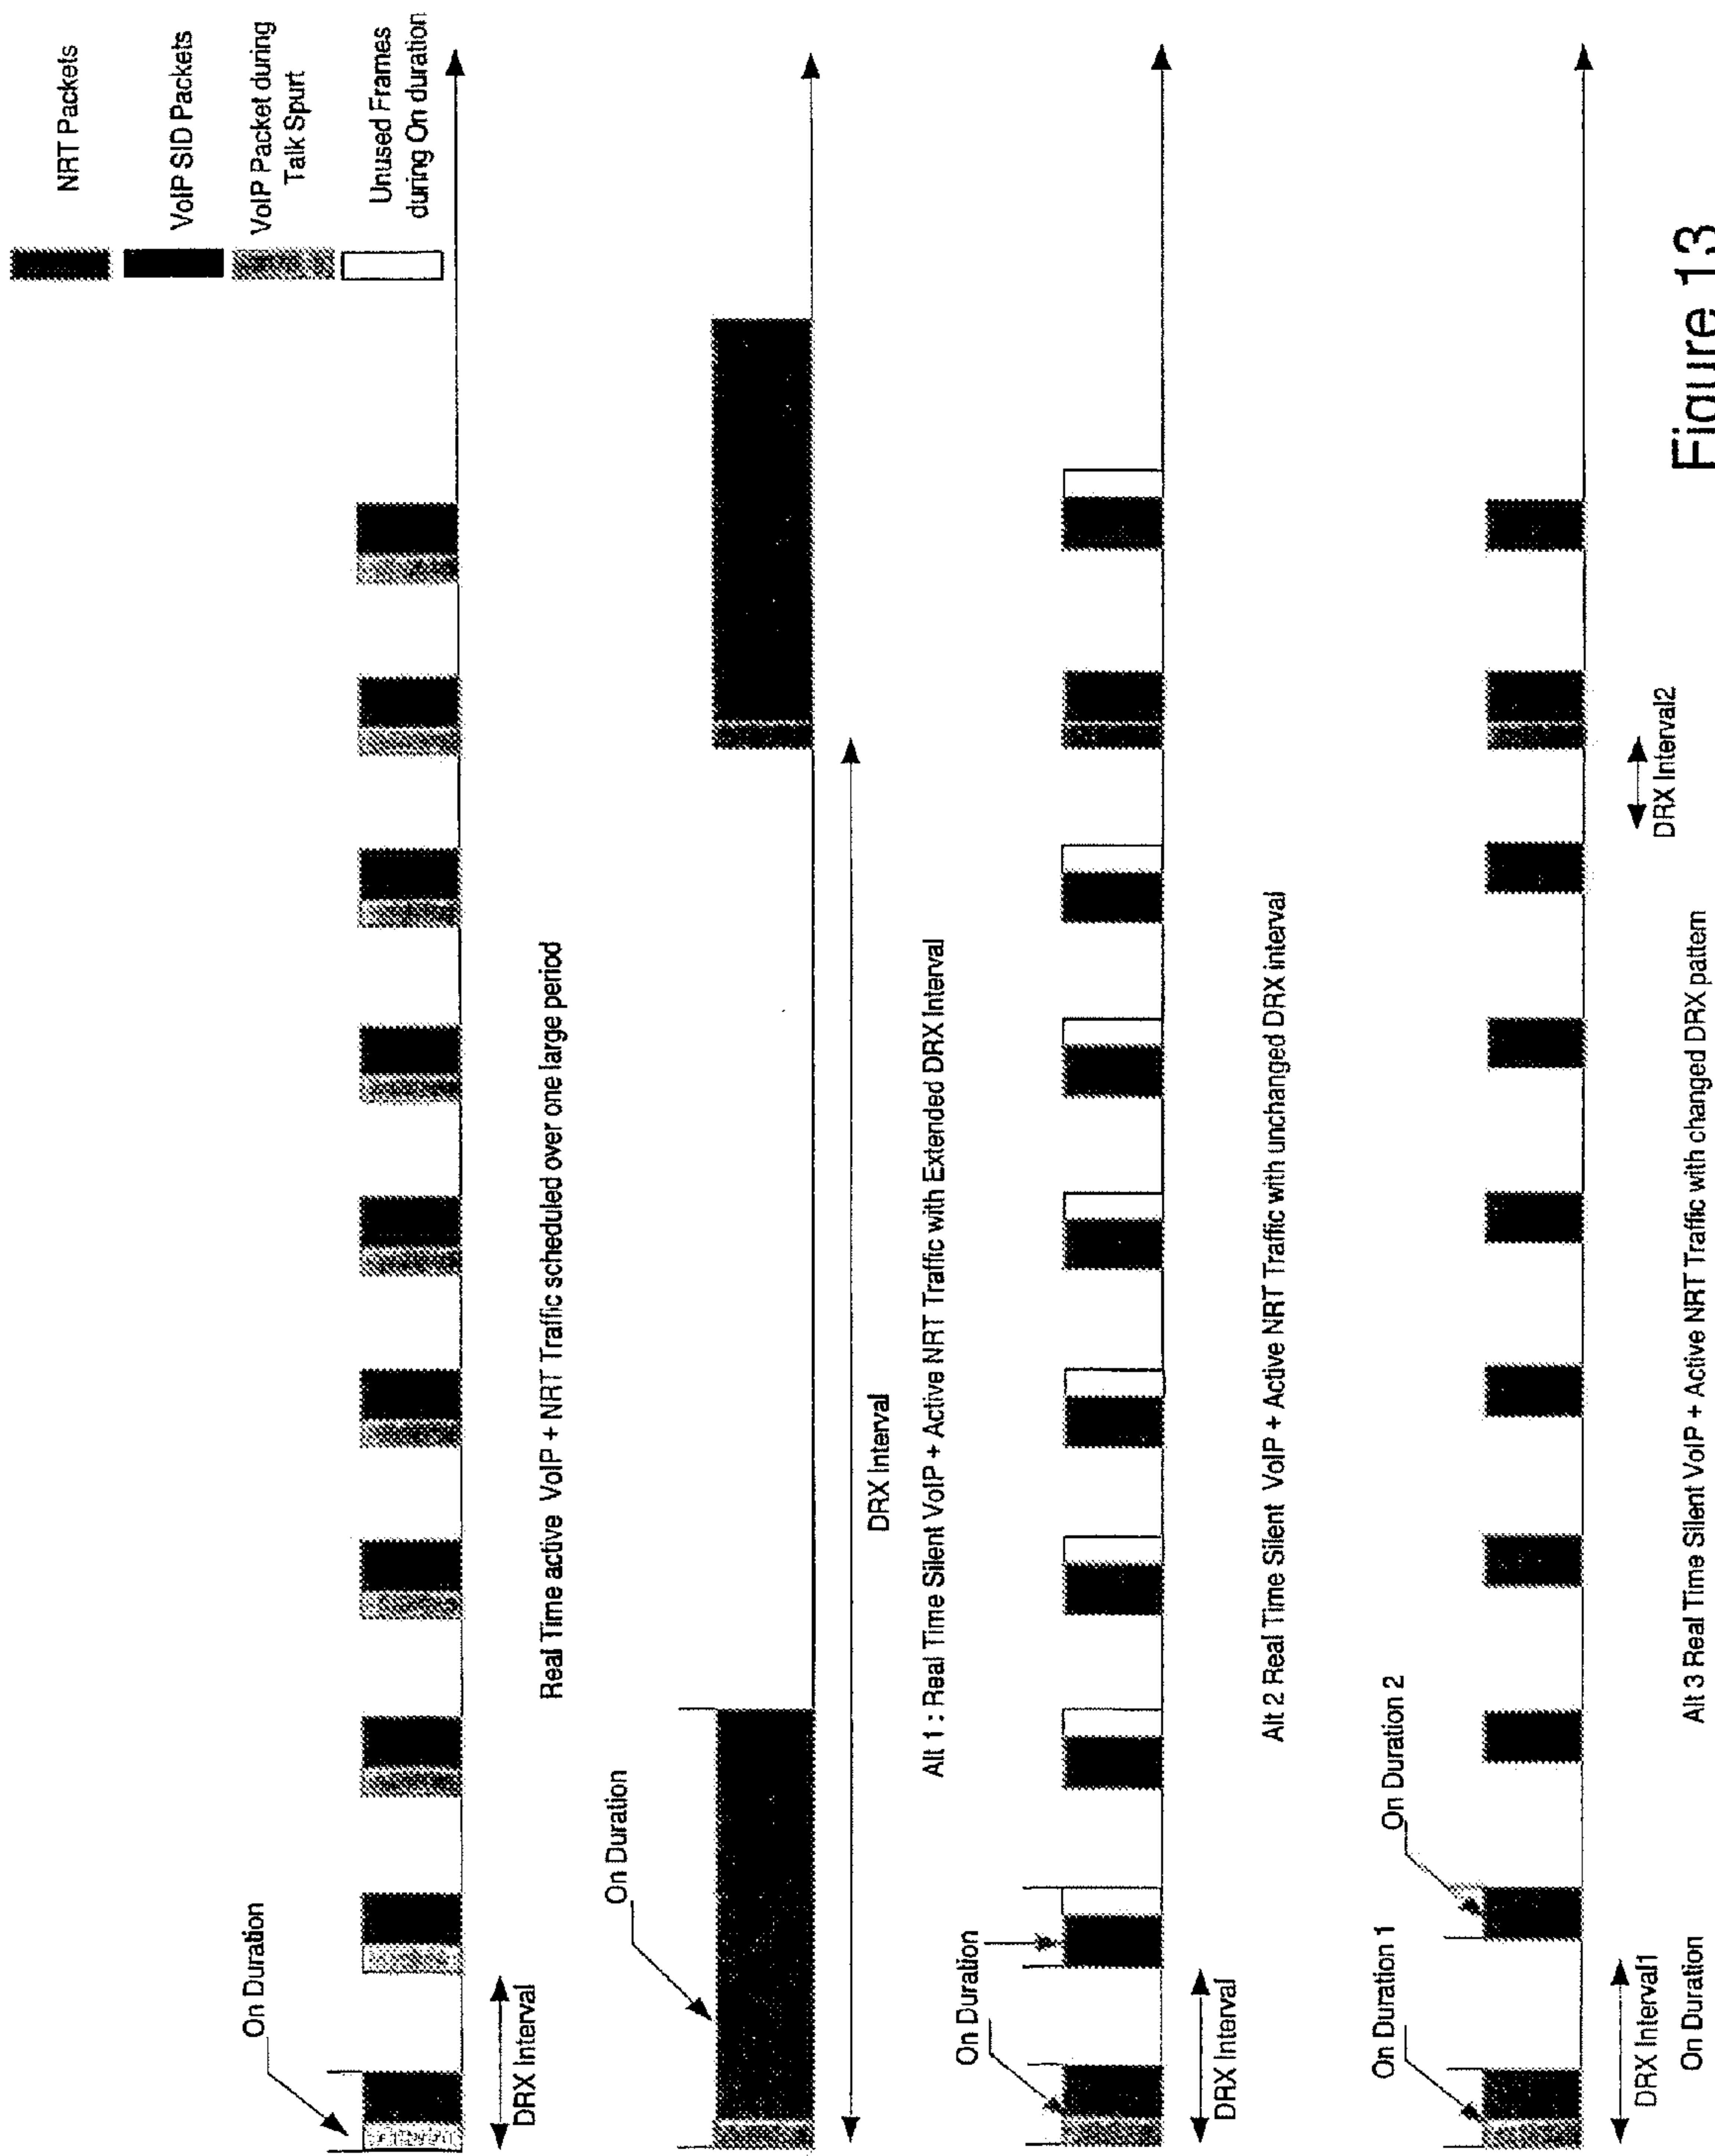 NRT Packets
VoIP SID Packets
VoIP Packet during
Talk Spurt
Unused Frames
during On duration
On Duration
DRX Interval
Real Time active VoIP + NRT Traffic scheduled over one large period
On Duration
DRX Interval
Alt 1 : Real Time Silent VoIP + Active NRT Traffic with Extended DRX Interval
On Duration
DRX Interval
Alt 2 Real Time Silent VoIP + Active NRT Traffic with unchanged DRX interval
On Duration 1
On Duration 2
DRX Interval1
On Duration
DRX Interval2
Alt 3 Real Time Silent VoIP + Active NRT Traffic with changed DRX pattern
Figure 13